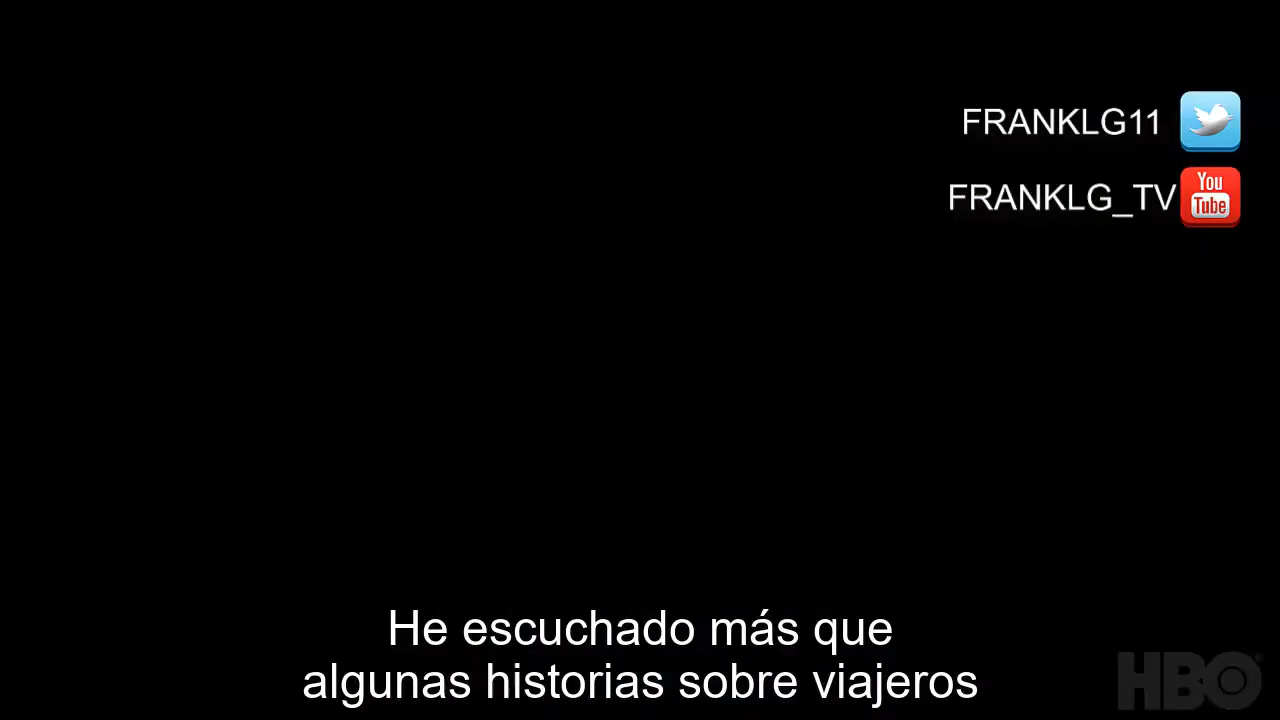 FRANKLG11
FRANKLG_TV
You
Tube
He escuchado más que
algunas historias sobre viajeros
HBO